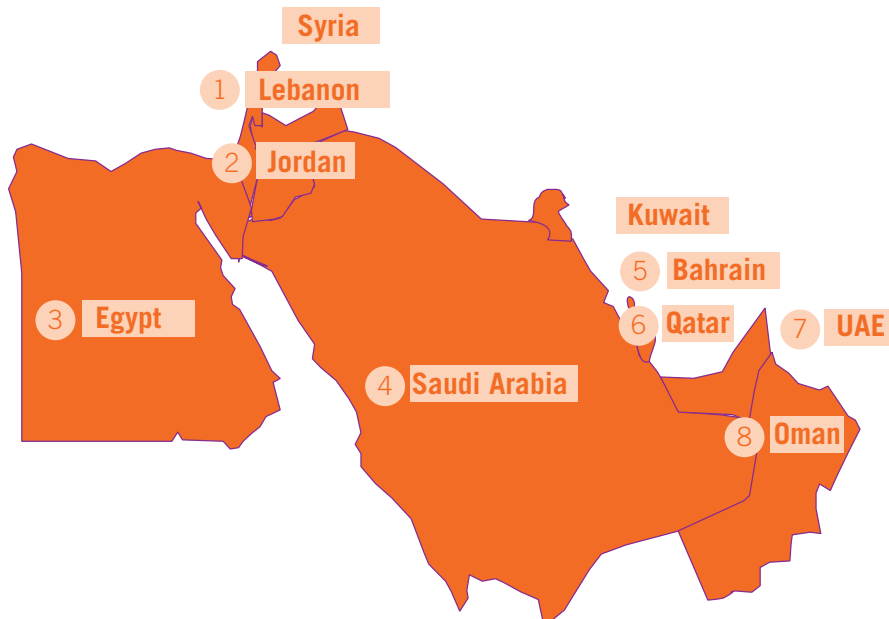 Syria
1 Lebanon
2 Jordan
Kuwait
5 Bahrain
3 Egypt
6 Qatar
7 UAE
4 Saudi Arabia
8 Oman